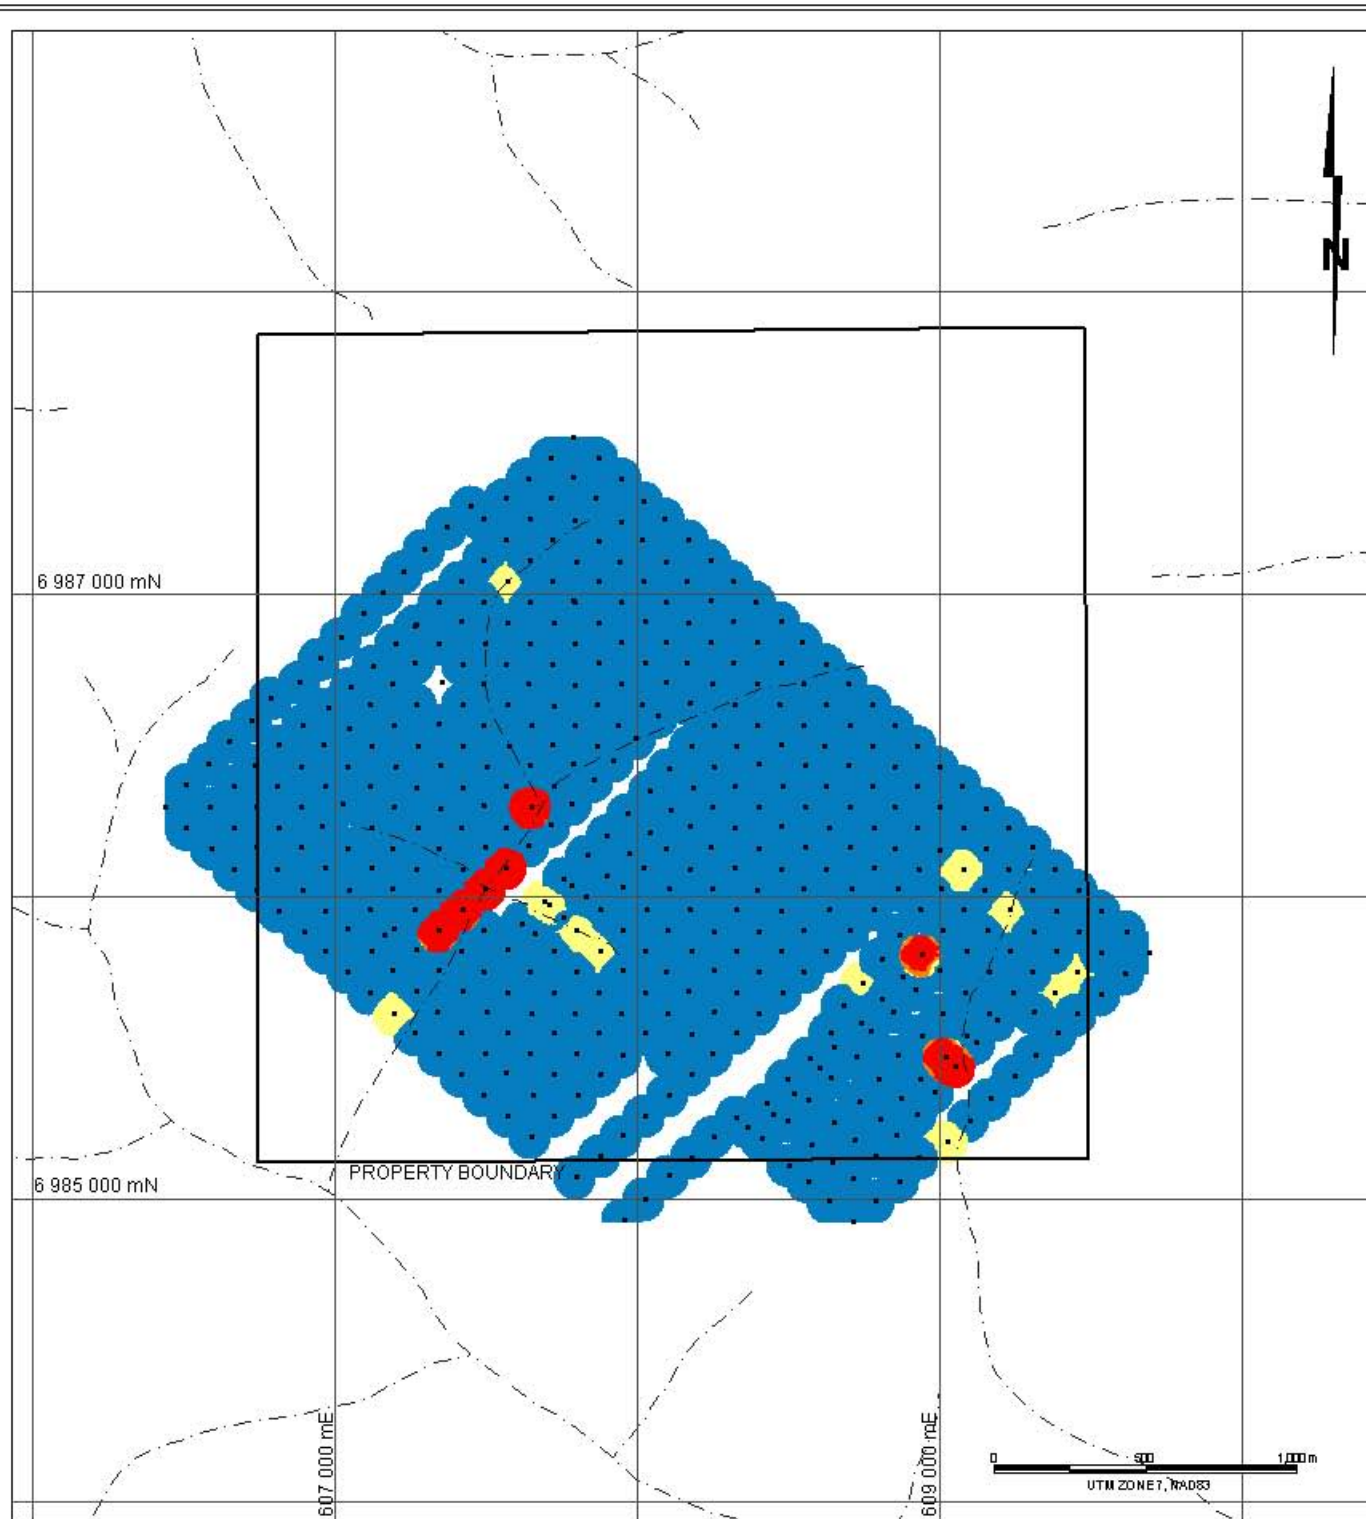 N
6 987 000 mN
PROPERTY BOUNDARY
6 985 000 mN
607 000 mE
609 000 mE
0 500 1,000 m
UTM ZONE 7, NAD83